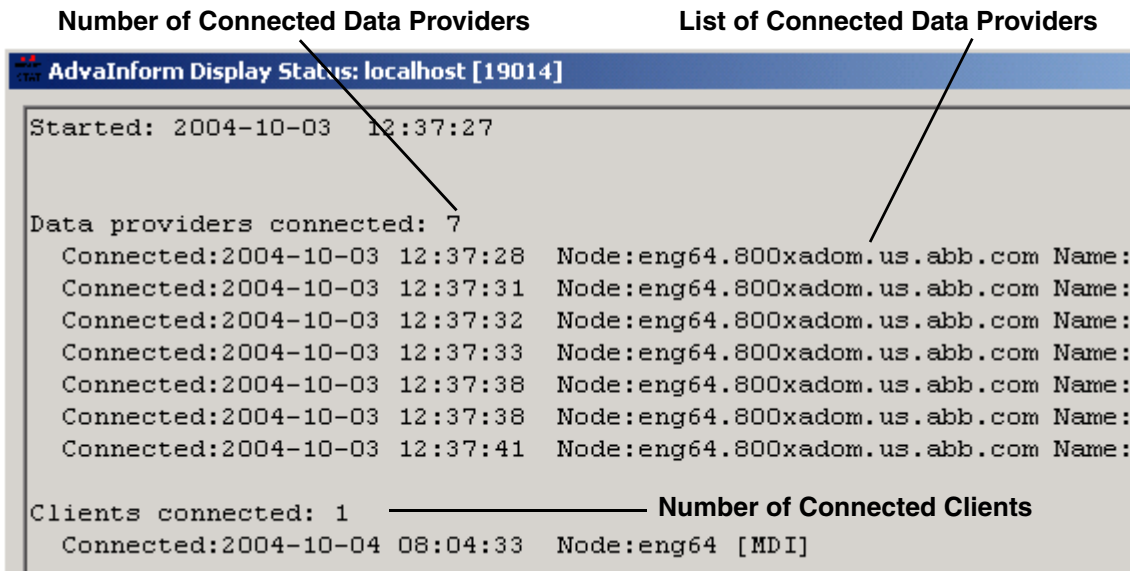 Number of Connected Data Providers
List of Connected Data Providers
AdvaInform Display Status: localhost [19014]
Started: 2004-10-03  12:37:27
Data providers connected: 7
Connected:2004-10-03 12:37:28  Node:eng64.800xadom.us.abb.com Name:
Connected:2004-10-03 12:37:31  Node:eng64.800xadom.us.abb.com Name:
Connected:2004-10-03 12:37:32  Node:eng64.800xadom.us.abb.com Name:
Connected:2004-10-03 12:37:33  Node:eng64.800xadom.us.abb.com Name:
Connected:2004-10-03 12:37:38  Node:eng64.800xadom.us.abb.com Name:
Connected:2004-10-03 12:37:38  Node:eng64.800xadom.us.abb.com Name:
Connected:2004-10-03 12:37:41  Node:eng64.800xadom.us.abb.com Name:
Clients connected: 1
Number of Connected Clients
Connected:2004-10-04 08:04:33  Node:eng64 [MDI]